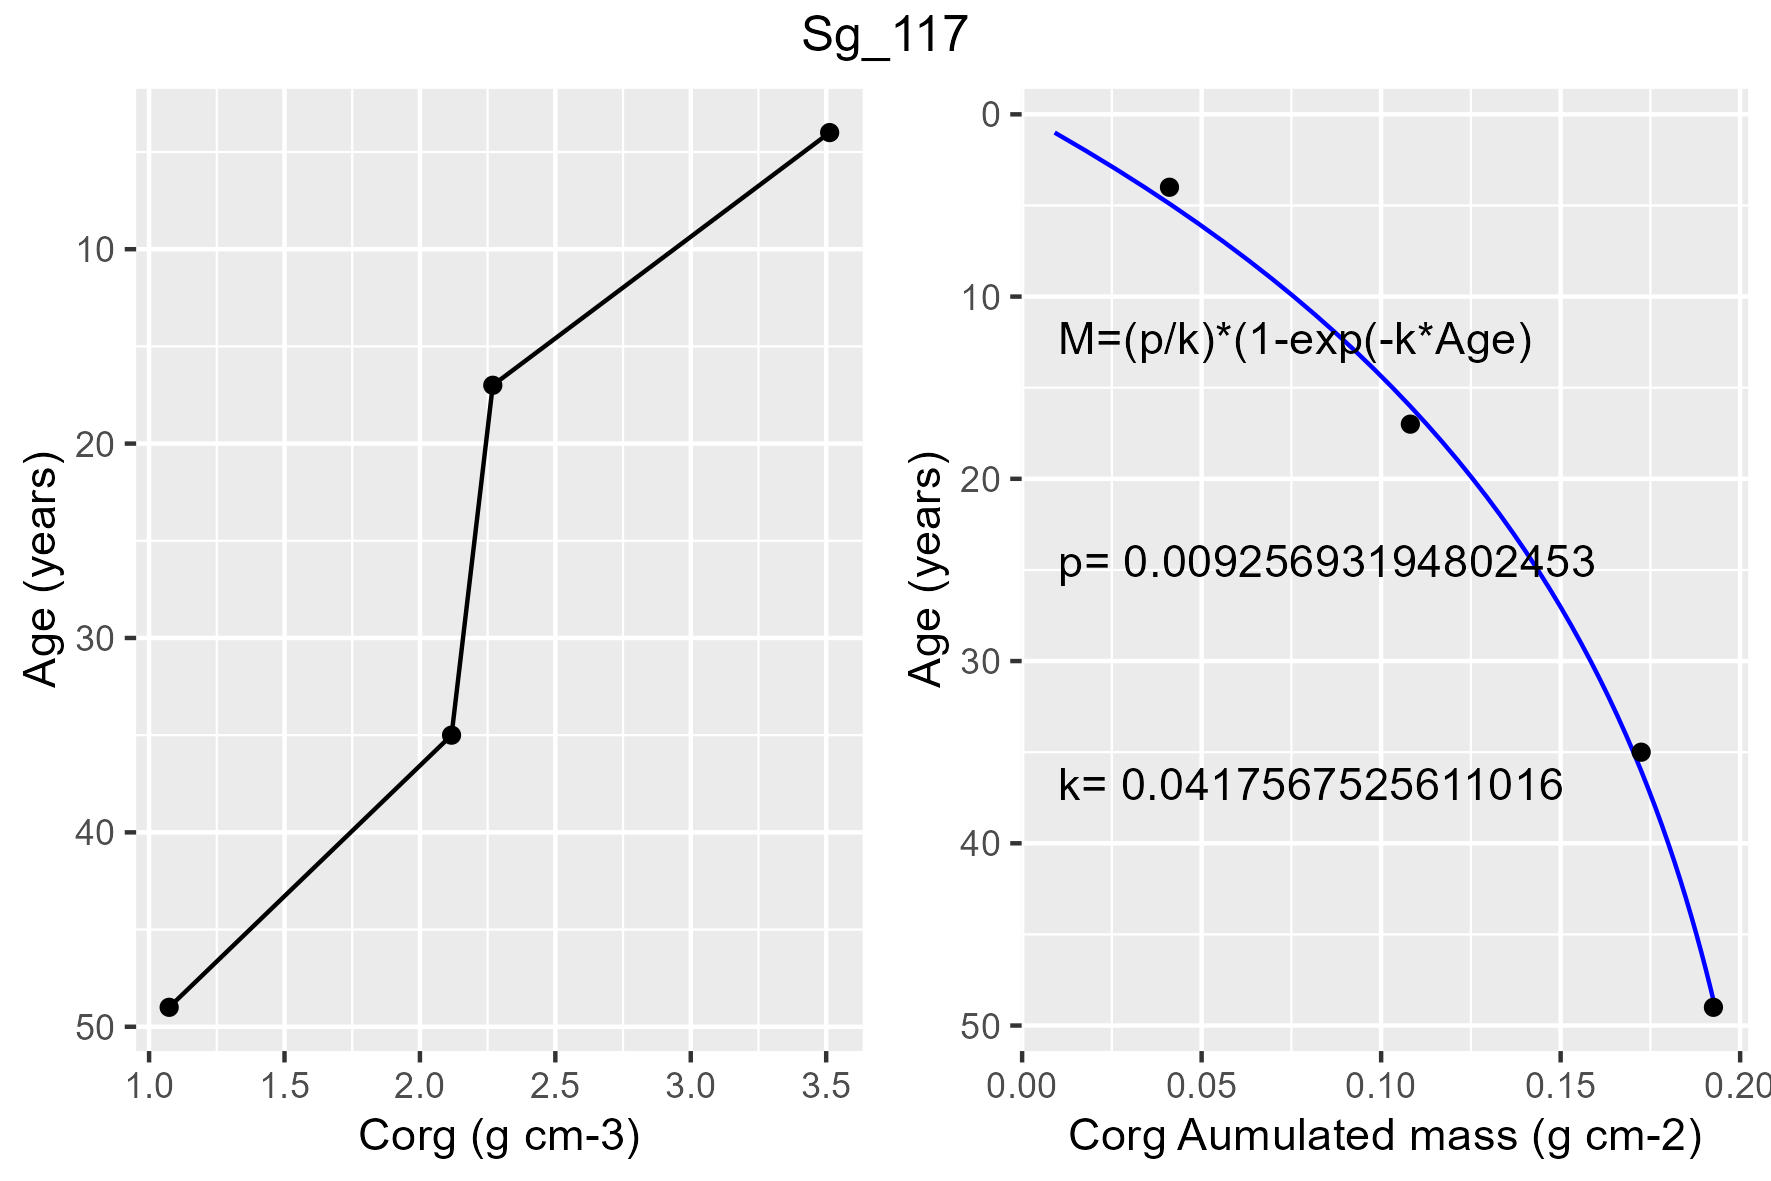 Sg_117
Age (years)
10
20
30
40
50
1.0 1.5 2.0 2.5 3.0 3.5
Corg (g cm-3)
Age (years)
0
10
20
30
40
50
M=(p/k)*(1-exp(-k*Age)
p= 0.00925693194802453
k= 0.0417567525611016
0.00 0.05 0.10 0.15 0.20
Corg Aumulated mass (g cm-2)